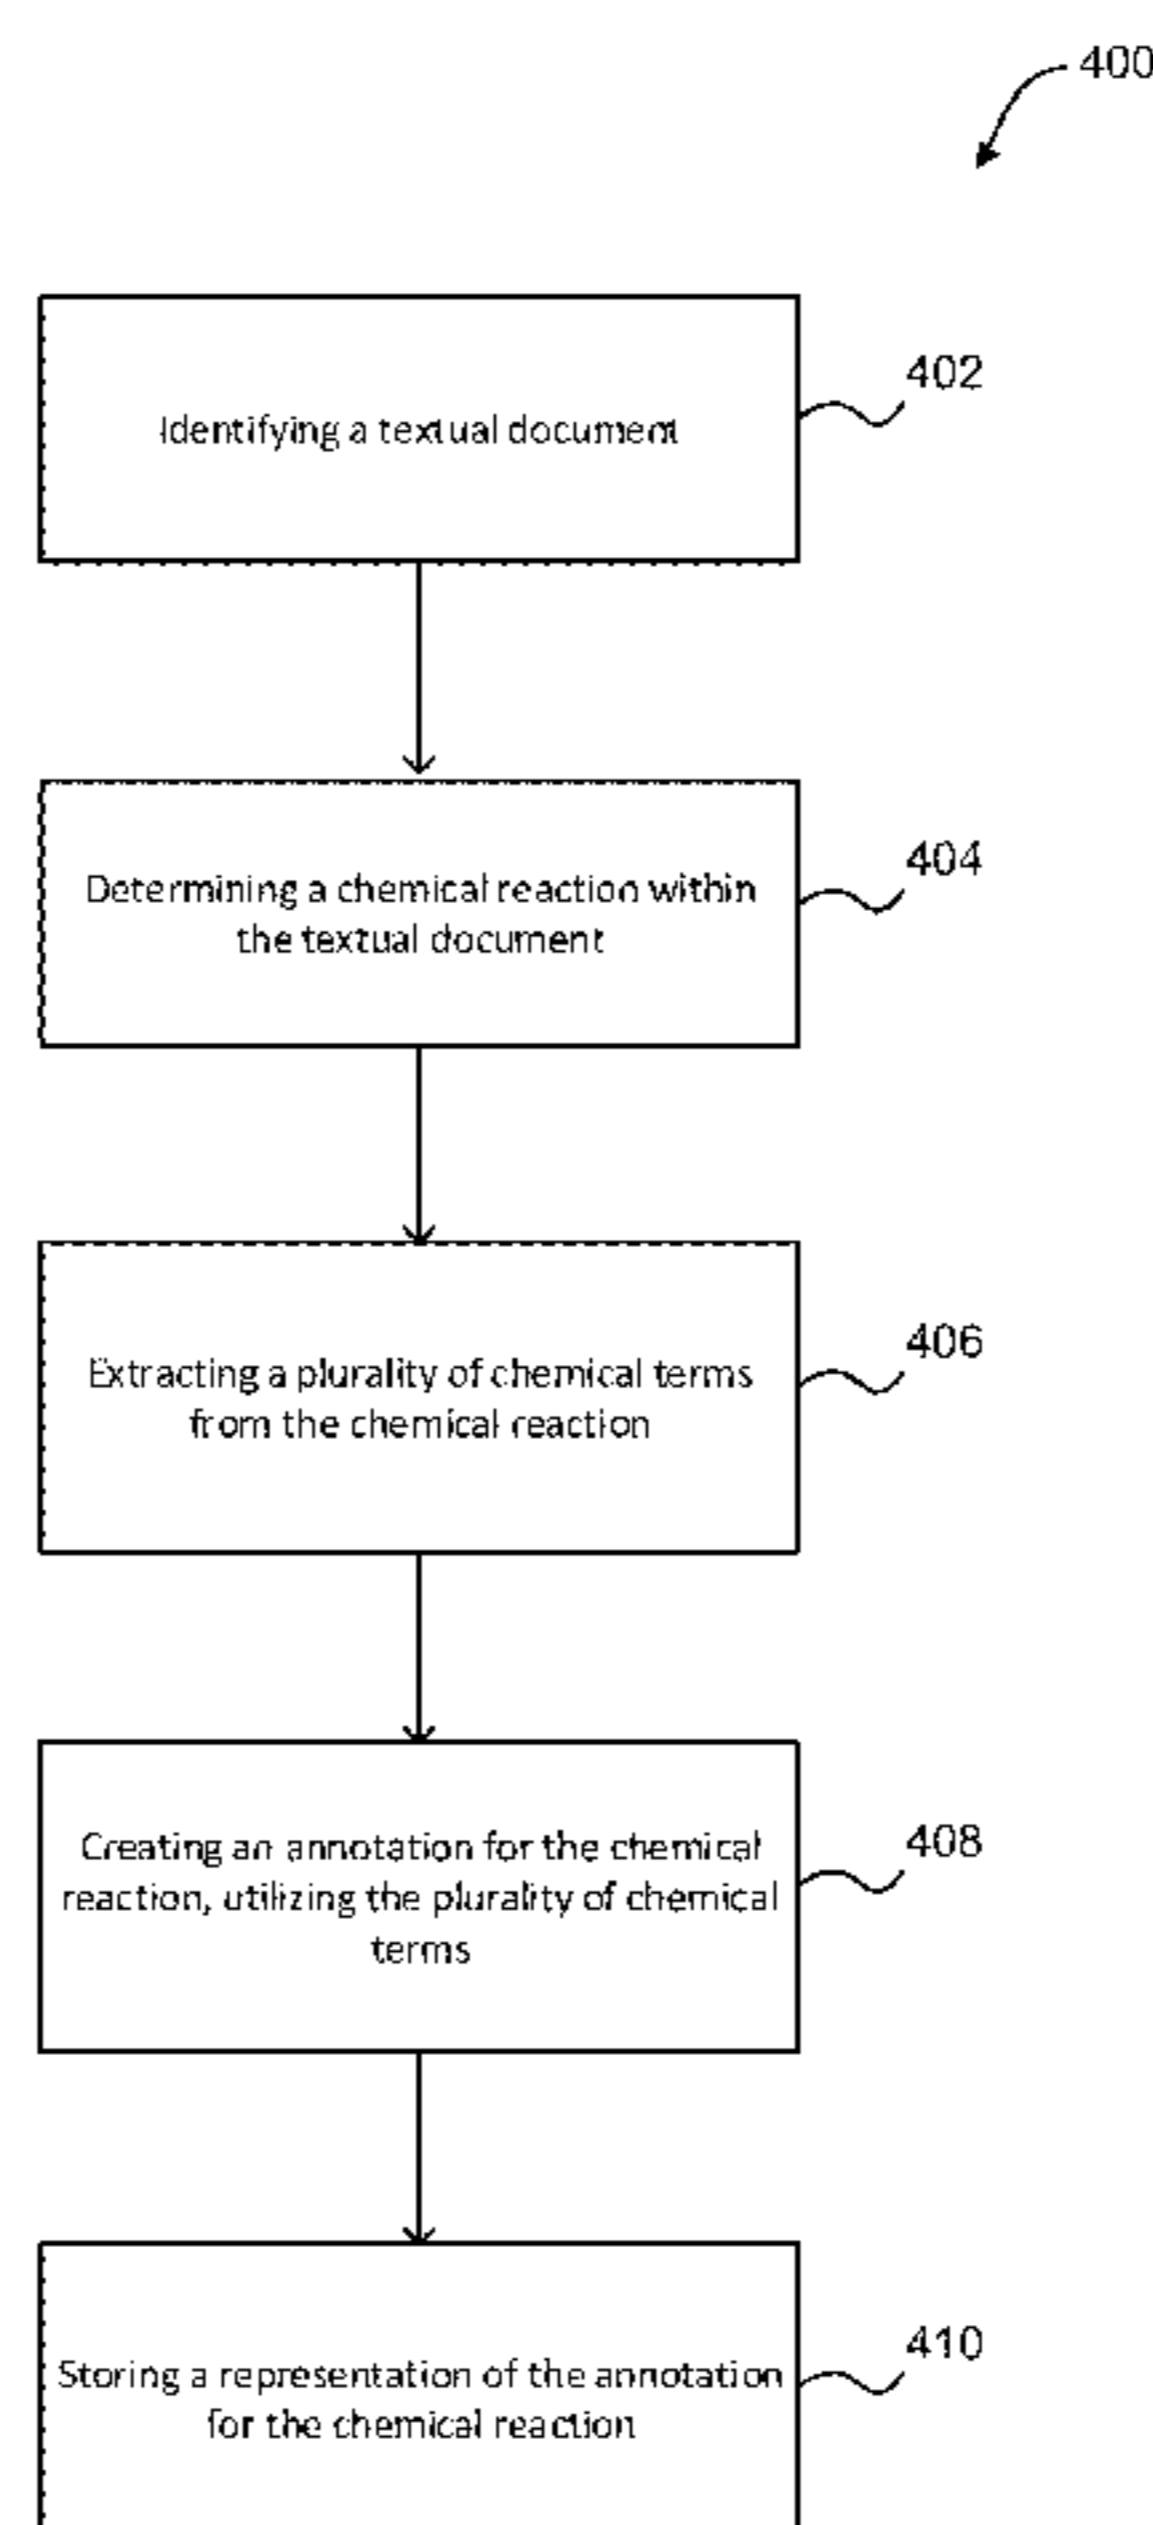 400
Identifying a textual document
402
Determining a chemical reaction within
the textual document
404
Extracting a plurality of chemical terms
from the chemical reaction
406
Creating an annotation for the chemical
reaction, utilizing the plurality of chemical
terms
408
Storing a representation of the annotation
for the chemical reaction
410